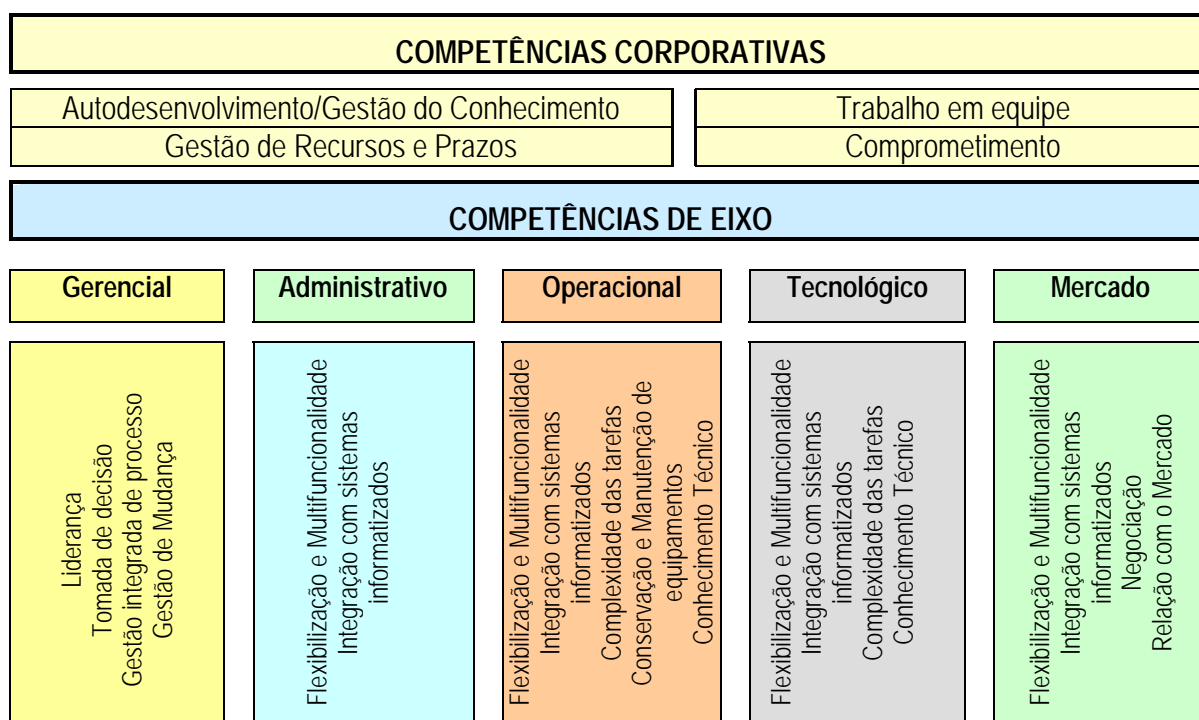 COMPETÊNCIAS CORPORATIVAS
Autodesenvolvimento/Gestão do Conhecimento
Trabalho em equipe
Gestão de Recursos e Prazos
Comprometimento
COMPETÊNCIAS DE EIXO
Gerencial
Administrativo
Operacional
Tecnológico
Mercado
Liderança
Tomada de decisão
Gestão integrada de processo
Gestão de Mudança
Flexibilização e Multifuncionalidade
Integração com sistemas
informatizados
Flexibilização e Multifuncionalidade
Integração com sistemas
informatizados
Complexidade das tarefas
Conservação e Manutenção de
equipamentos
Conhecimento Técnico
Flexibilização e Multifuncionalidade
Integração com sistemas
informatizados
Complexidade das tarefas
Conhecimento Técnico
Flexibilização e Multifuncionalidade
Integração com sistemas
informatizados
Negociação
Relação com o Mercado